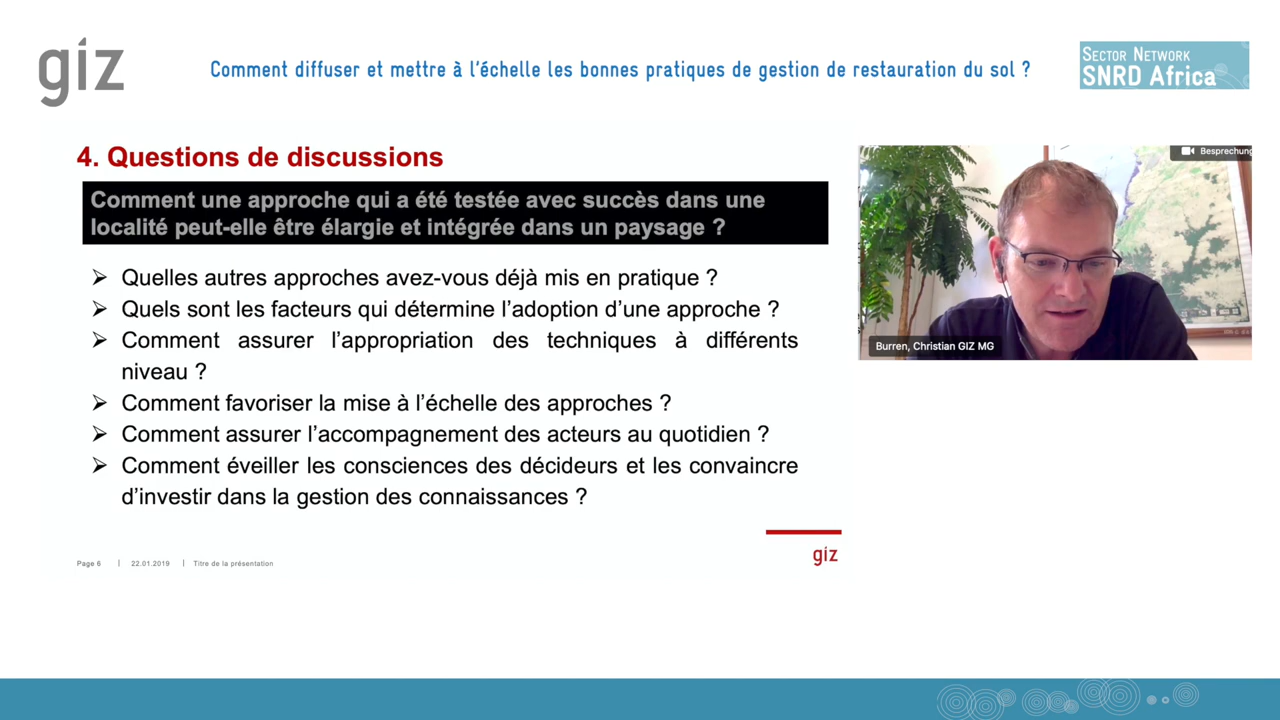 giz
Comment diffuser et mettre à l'échelle les bonnes pratiques de gestion de restauration du sol ?
SECTOR NETWORK
SNRD Africa
4. Questions de discussions
Comment une approche qui a été testée avec succès dans une
localité peut-elle être élargie et intégrée dans un paysage ?
Quelles autres approches avez-vous déjà mis en pratique ?
Quels sont les facteurs qui détermine l'adoption d'une approche ?
Comment assurer l'appropriation des techniques à différents
niveau ?
Comment favoriser la mise à l'échelle des approches ?
Comment assurer l'accompagnement des acteurs au quotidien ?
Comment éveiller les consciences des décideurs et les convaincre
d'investir dans la gestion des connaissances ?
Page 6 | 22.01.2019 | Titre de la présentation
giz
Besprechung
Burren, Christian GIZ MG